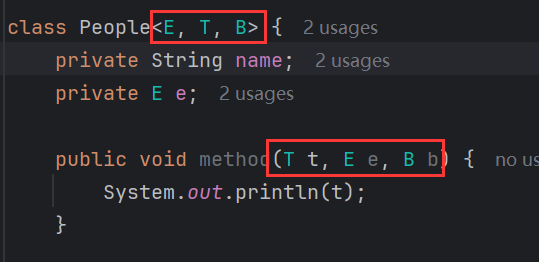 class People<E, T, B> { 2 usages
private String name; 2 usages
private E e; 2 usages
public void method(T t, E e, B b) { no us
System.out.println(t);
}